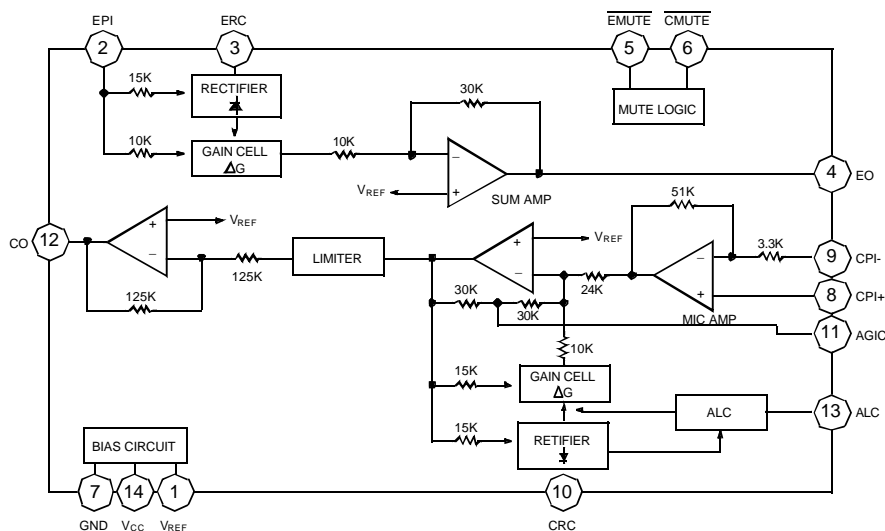 EPI
ERC
EMUTE
CMUTE
2
3
5
6
15K
RECTIFIER
30K
MUTE LOGIC
10K
GAIN CELL
ΔG
10K
VREF
−
+
SUM AMP
4
EO
51K
CO
12
+
−
VREF
125K
125K
LIMITER
+
−
VREF
24K
30K
30K
−
+
MIC AMP
3.3K
9
CPI-
8
CPI+
11
AGIC
10K
15K
GAIN CELL
ΔG
15K
RETIFIER
ALC
13
ALC
BIAS CIRCUIT
7
14
1
10
GND
VCC
VREF
CRC